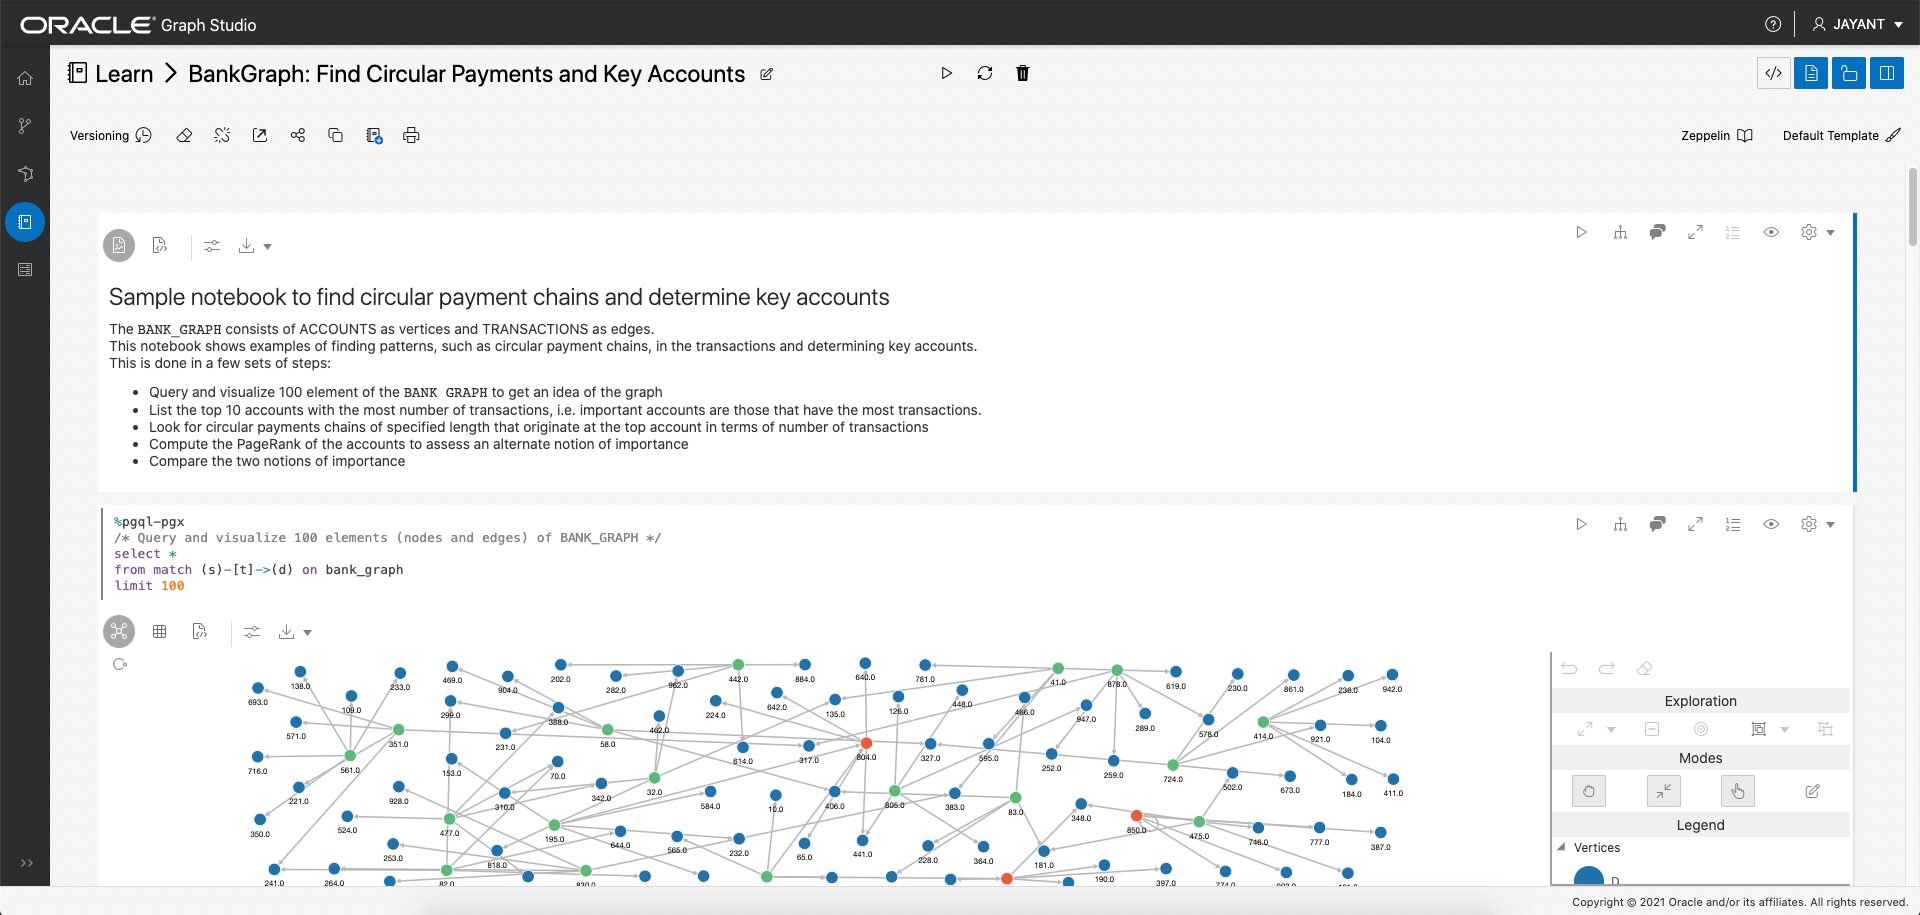 ORACLE® Graph Studio
JAYANT
Learn > BankGraph: Find Circular Payments and Key Accounts
Versioning
Zeppelin
Default Template
Sample notebook to find circular payment chains and determine key accounts
The BANK_GRAPH consists of ACCOUNTS as vertices and TRANSACTIONS as edges.
This notebook shows examples of finding patterns, such as circular payment chains, in the transactions and determining key accounts.
This is done in a few sets of steps:
• Query and visualize 100 element of the BANK GRAPH to get an idea of the graph
• List the top 10 accounts with the most number of transactions, i.e. important accounts are those that have the most transactions.
• Look for circular payments chains of specified length that originate at the top account in terms of number of transactions
• Compute the PageRank of the accounts to assess an alternate notion of importance
• Compare the two notions of importance
%pgql-pgx
/* Query and visualize 100 elements (nodes and edges) of BANK_GRAPH */
select *
from match (s)-[t]->(d) on bank_graph
limit 100
138.0 233.0 469.0 904.0 202.0 282.0 962.0 442.0 884.0 640.0 781.0 41.0 878.0 619.0 230.0 861.0 236.0 942.0
693.0 109.0 299.0 388.0 462.0 224.0 642.0 135.0 126.0 448.0 466.0 947.0 289.0 578.0
571.0 351.0 231.0 58.0 614.0 317.0 804.0 327.0 595.0 252.0 259.0 724.0 414.0 921.0 104.0
716.0 561.0 153.0 70.0 32.0 502.0 673.0 184.0 411.0
221.0 928.0 310.0 342.0 584.0 10.0 406.0 805.0 383.0 83.0 348.0
350.0 524.0 477.0 195.0 644.0 565.0 232.0 65.0 441.0 228.0 364.0 181.0 850.0 475.0 746.0 777.0 387.0
253.0 818.0
241.0 264.0 82.0 830.0 190.0 397.0 774.0
Exploration
Modes
Legend
Vertices
D
Copyright © 2021 Oracle and/or its affiliates. All rights reserved.